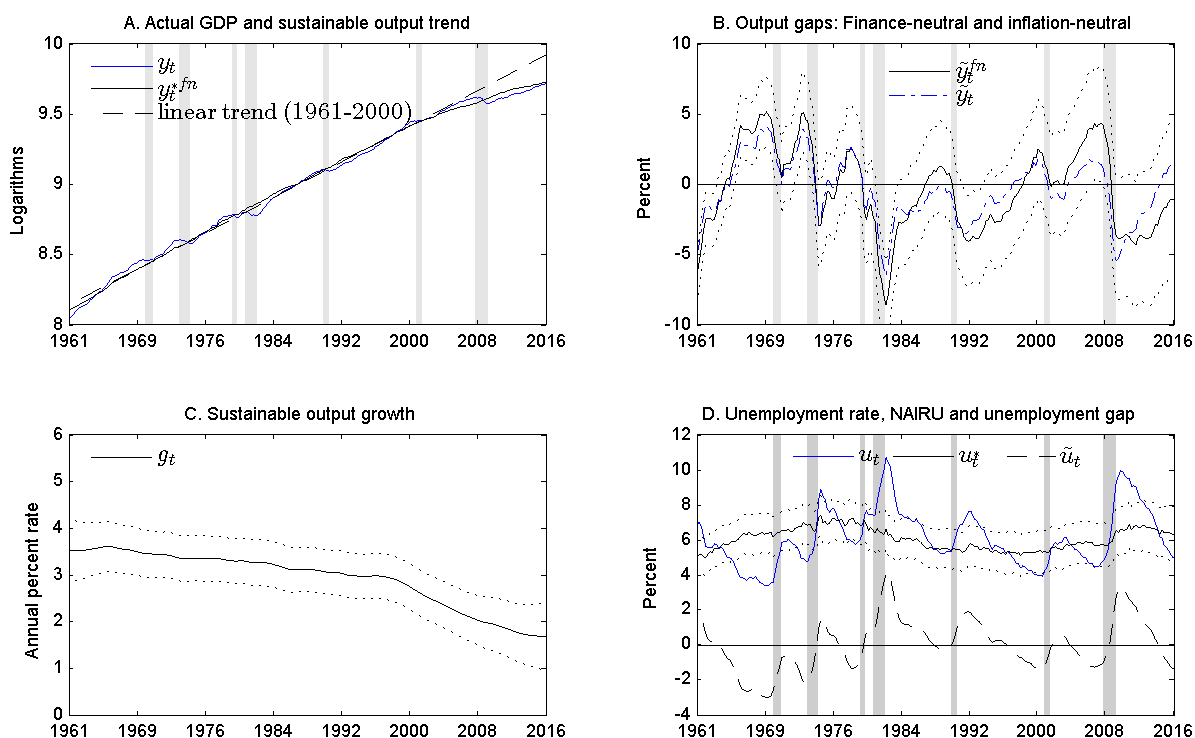 A. Actual GDP and sustainable output trend
10
9.5
9
8.5
8
Logarithms
y_t
y_t^{*fn}
linear trend (1961-2000)
1961 1969 1976 1984 1992 2000 2008 2016
B. Output gaps: Finance-neutral and inflation-neutral
10
5
0
-5
-10
Percent
ỹ_t^{fn}
ỹ_t
1961 1969 1976 1984 1992 2000 2008 2016
C. Sustainable output growth
6
5
4
3
2
1
0
Annual percent rate
g_t
1961 1969 1976 1984 1992 2000 2008 2016
D. Unemployment rate, NAIRU and unemployment gap
12
10
8
6
4
2
0
-2
-4
Percent
u_t u_t^* ũ_t
1961 1969 1976 1984 1992 2000 2008 2016